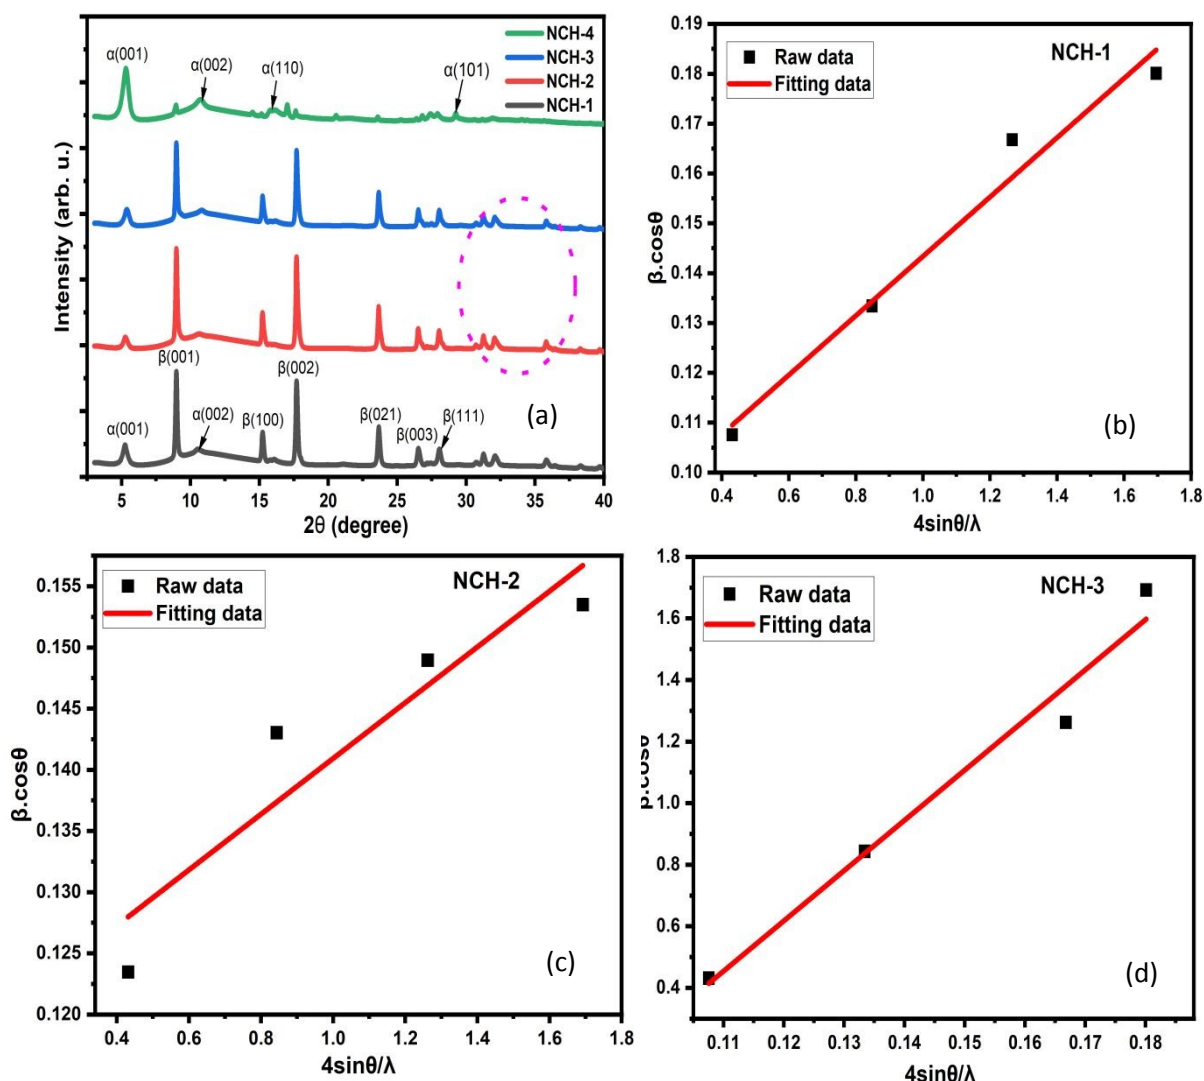 NCH-4
NCH-3
NCH-2
NCH-1
α(001)
α(002)
α(110)
α(101)
β(001)
β(002)
α(001)
α(002)
β(100)
β(021)
β(003)
β(111)
(a)
Intensity (arb. u.)
5 10 15 20 25 30 35 40
2θ (degree)
0.19
0.18
0.17
0.16
0.15
0.14
0.13
0.12
0.11
0.10
β.cosθ
Raw data
Fitting data
NCH-1
(b)
0.4 0.6 0.8 1.0 1.2 1.4 1.6 1.8
4sinθ/λ
0.155
0.150
0.145
0.140
0.135
0.130
0.125
0.120
β.cosθ
Raw data
Fitting data
NCH-2
(c)
0.4 0.6 0.8 1.0 1.2 1.4 1.6 1.8
4sinθ/λ
1.8
1.6
1.4
1.2
1.0
0.8
0.6
0.4
β.cosθ
Raw data
Fitting data
NCH-3
(d)
0.11 0.12 0.13 0.14 0.15 0.16 0.17 0.18
4sinθ/λ